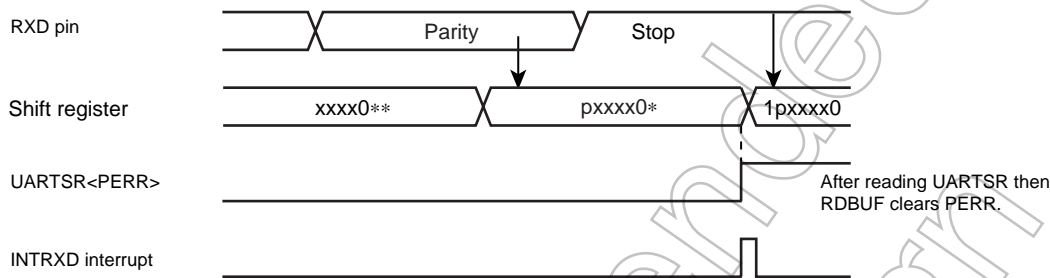 RXD pin
Parity
Stop
Shift register
xxxx0**
pxxxx0*
1pxxxx0
UARTSR<PERR>
After reading UARTSR then
RDBUF clears PERR.
INTRXD interrupt